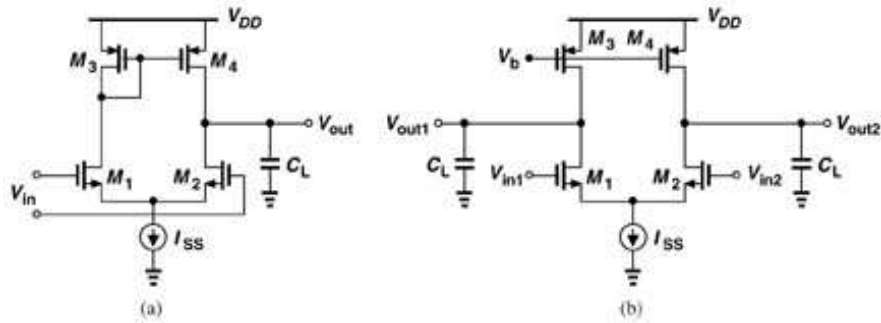 V_DD
M_3
M_4
V_out
C_L
V_in
M_1
M_2
I_SS
(a)
V_DD
M_3
M_4
V_b
V_out1
V_out2
C_L
V_in1
M_1
M_2
V_in2
C_L
I_SS
(b)